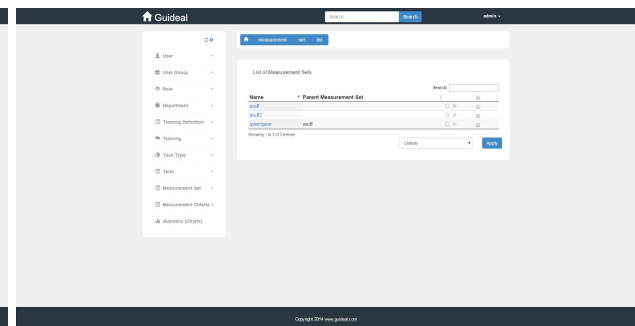 Guideal
Search...
Search
admin
measurement set list
User
User Group
Role
Department
Training Definition
Training
Task Type
Term
Measurement Set
Measurement Criteria
Statistics (Charts)
List of Measurement Sets
Search:
Name Parent Measurement Set
asdf
asdf2
qwerqwer asdf
Showing 1 to 3 of 3 entries
Delete
Apply
Copyright 2014 www.guideal.com